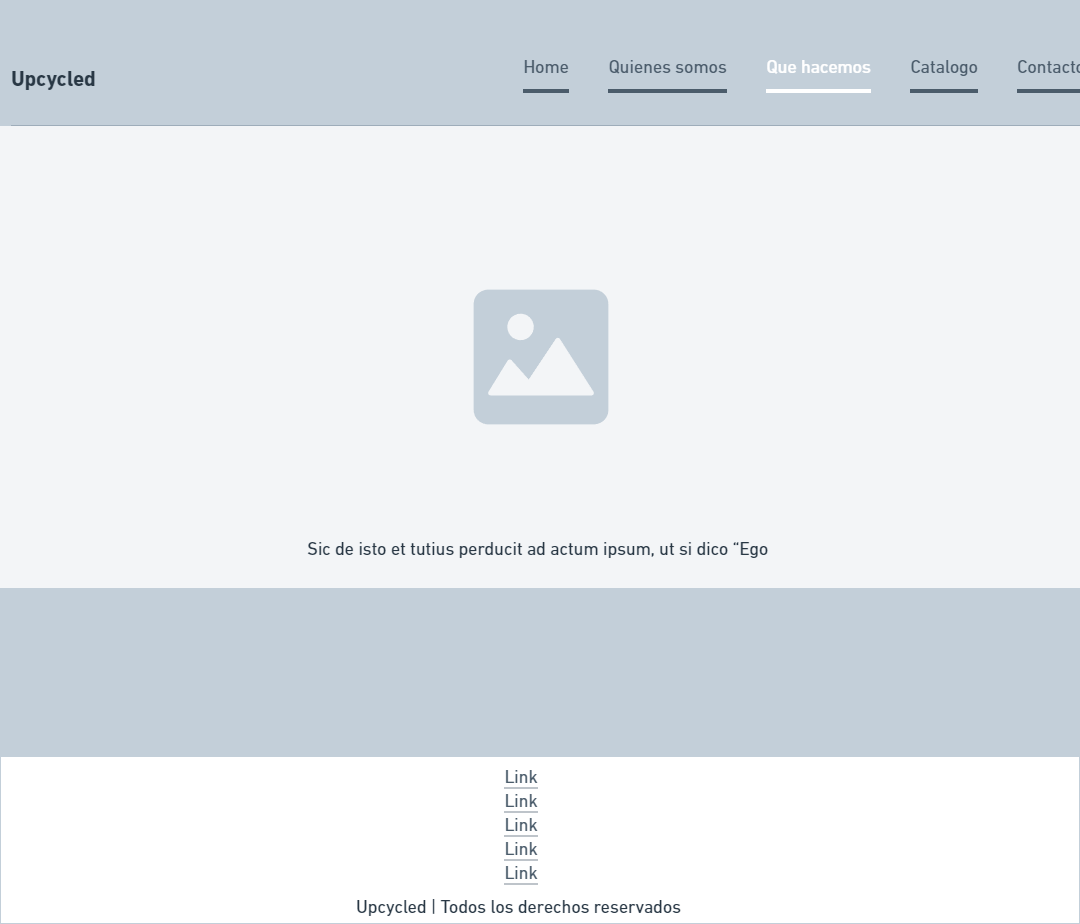 Upcycled
Home Quienes somos Que hacemos Catalogo Contacto
Sic de isto et tutius perducit ad actum ipsum, ut si dico “Ego
Link
Link
Link
Link
Link
Upcycled | Todos los derechos reservados